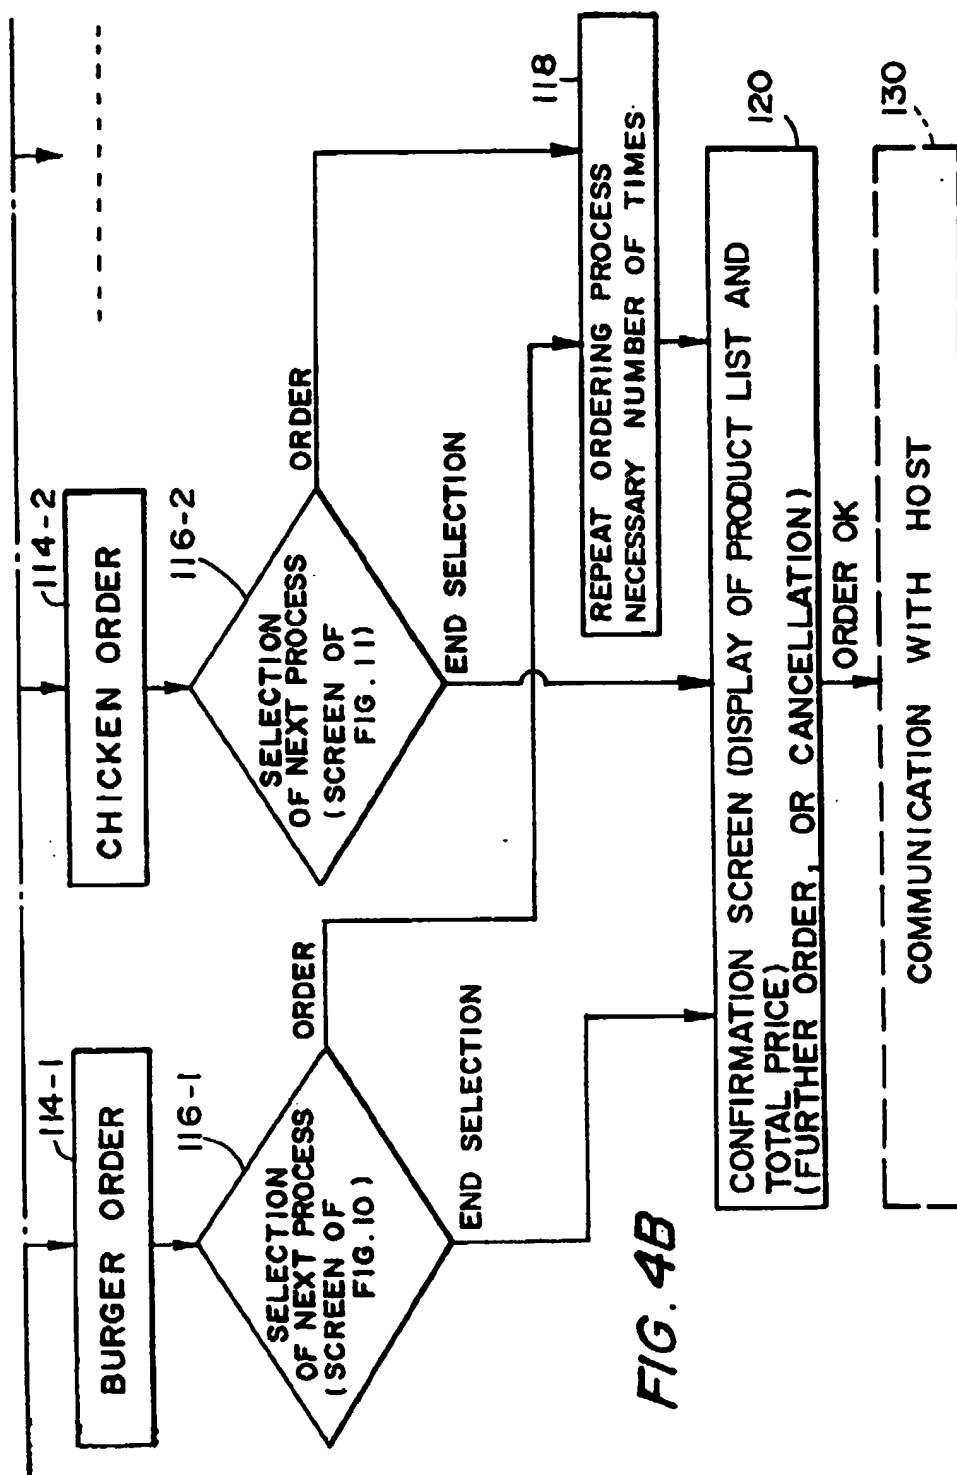 114-1
BURGER ORDER
114-2
CHICKEN ORDER
116-1
SELECTION
OF NEXT PROCESS
(SCREEN OF
FIG.10)
ORDER
END SELECTION
116-2
SELECTION
OF NEXT PROCESS
(SCREEN OF
FIG.11)
ORDER
END SELECTION
118
REPEAT ORDERING PROCESS
NECESSARY NUMBER OF TIMES
120
CONFIRMATION SCREEN (DISPLAY OF PRODUCT LIST AND
TOTAL PRICE)
(FURTHER ORDER, OR CANCELLATION)
ORDER OK
130
COMMUNICATION WITH HOST
FIG. 4B